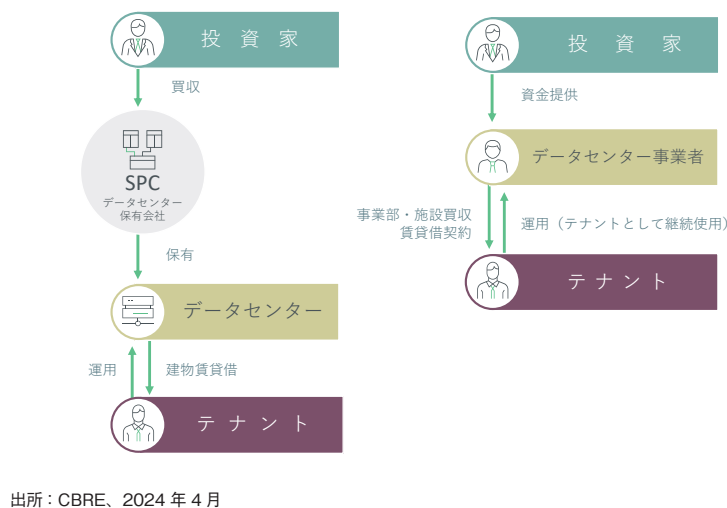 投資家
買収
SPC
データセンター
保有会社
保有
データセンター
運用
建物賃貸借
テナント
投資家
資金提供
データセンター事業者
事業部・施設買収
賃貸借契約
運用（テナントとして継続使用）
テナント
出所：CBRE、2024 年 4 月